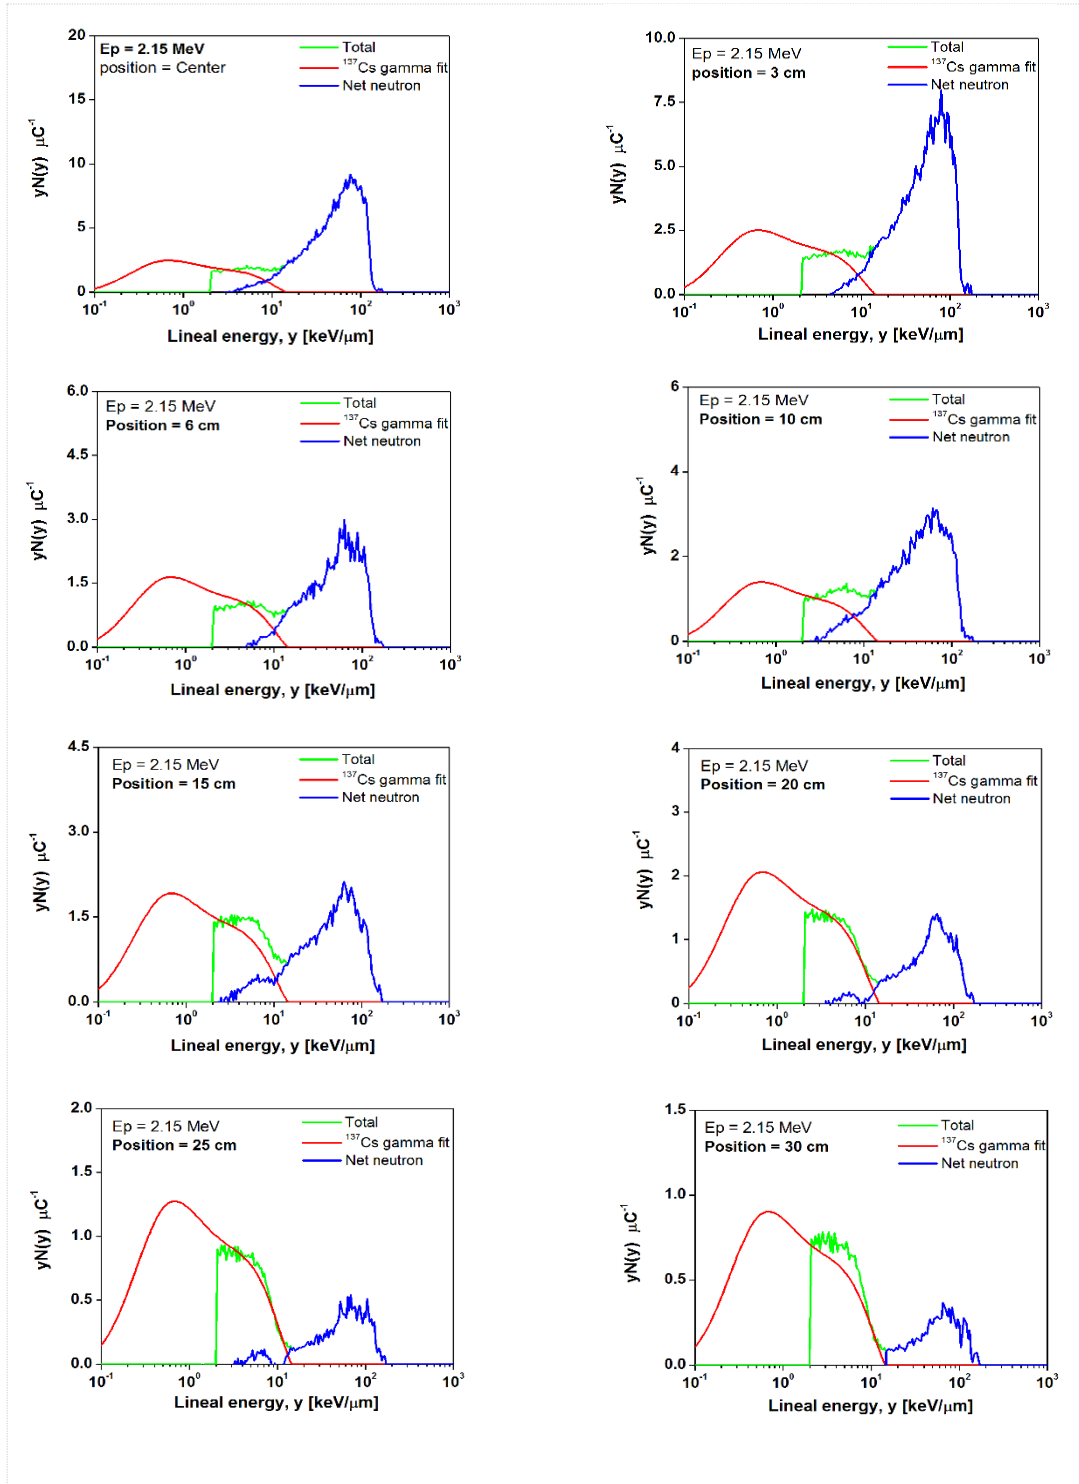 Ep = 2.15 MeV
position = Center
Total
¹³⁷Cs gamma fit
Net neutron
yN(y) μC⁻¹
20
15
10
5
0
10⁻¹ 10⁰ 10¹ 10² 10³
Lineal energy, y [keV/μm]
Ep = 2.15 MeV
position = 3 cm
Total
¹³⁷Cs gamma fit
Net neutron
yN(y) μC⁻¹
10.0
7.5
5.0
2.5
0.0
10⁻¹ 10⁰ 10¹ 10² 10³
Lineal energy, y [keV/μm]
Ep = 2.15 MeV
Position = 6 cm
Total
¹³⁷Cs gamma fit
Net neutron
yN(y) μC⁻¹
6.0
4.5
3.0
1.5
0.0
10⁻¹ 10⁰ 10¹ 10² 10³
Lineal energy, y [keV/μm]
Ep = 2.15 MeV
Position = 10 cm
Total
¹³⁷Cs gamma fit
Net neutron
yN(y) μC⁻¹
6
4
2
0
10⁻¹ 10⁰ 10¹ 10² 10³
Lineal energy, y [keV/μm]
Ep = 2.15 MeV
Position = 15 cm
Total
¹³⁷Cs gamma fit
Net neutron
yN(y) μC⁻¹
4.5
3.0
1.5
0.0
10⁻¹ 10⁰ 10¹ 10² 10³
Lineal energy, y [keV/μm]
Ep = 2.15 MeV
Position = 20 cm
Total
¹³⁷Cs gamma fit
Net neutron
yN(y) μC⁻¹
4
3
2
1
0
10⁻¹ 10⁰ 10¹ 10² 10³
Lineal energy, y [keV/μm]
Ep = 2.15 MeV
Position = 25 cm
Total
¹³⁷Cs gamma fit
Net neutron
yN(y) μC⁻¹
2.0
1.5
1.0
0.5
0.0
10⁻¹ 10⁰ 10¹ 10² 10³
Lineal energy, y [keV/μm]
Ep = 2.15 MeV
Position = 30 cm
Total
¹³⁷Cs gamma fit
Net neutron
yN(y) μC⁻¹
1.5
1.0
0.5
0.0
10⁻¹ 10⁰ 10¹ 10² 10³
Lineal energy, y [keV/μm]